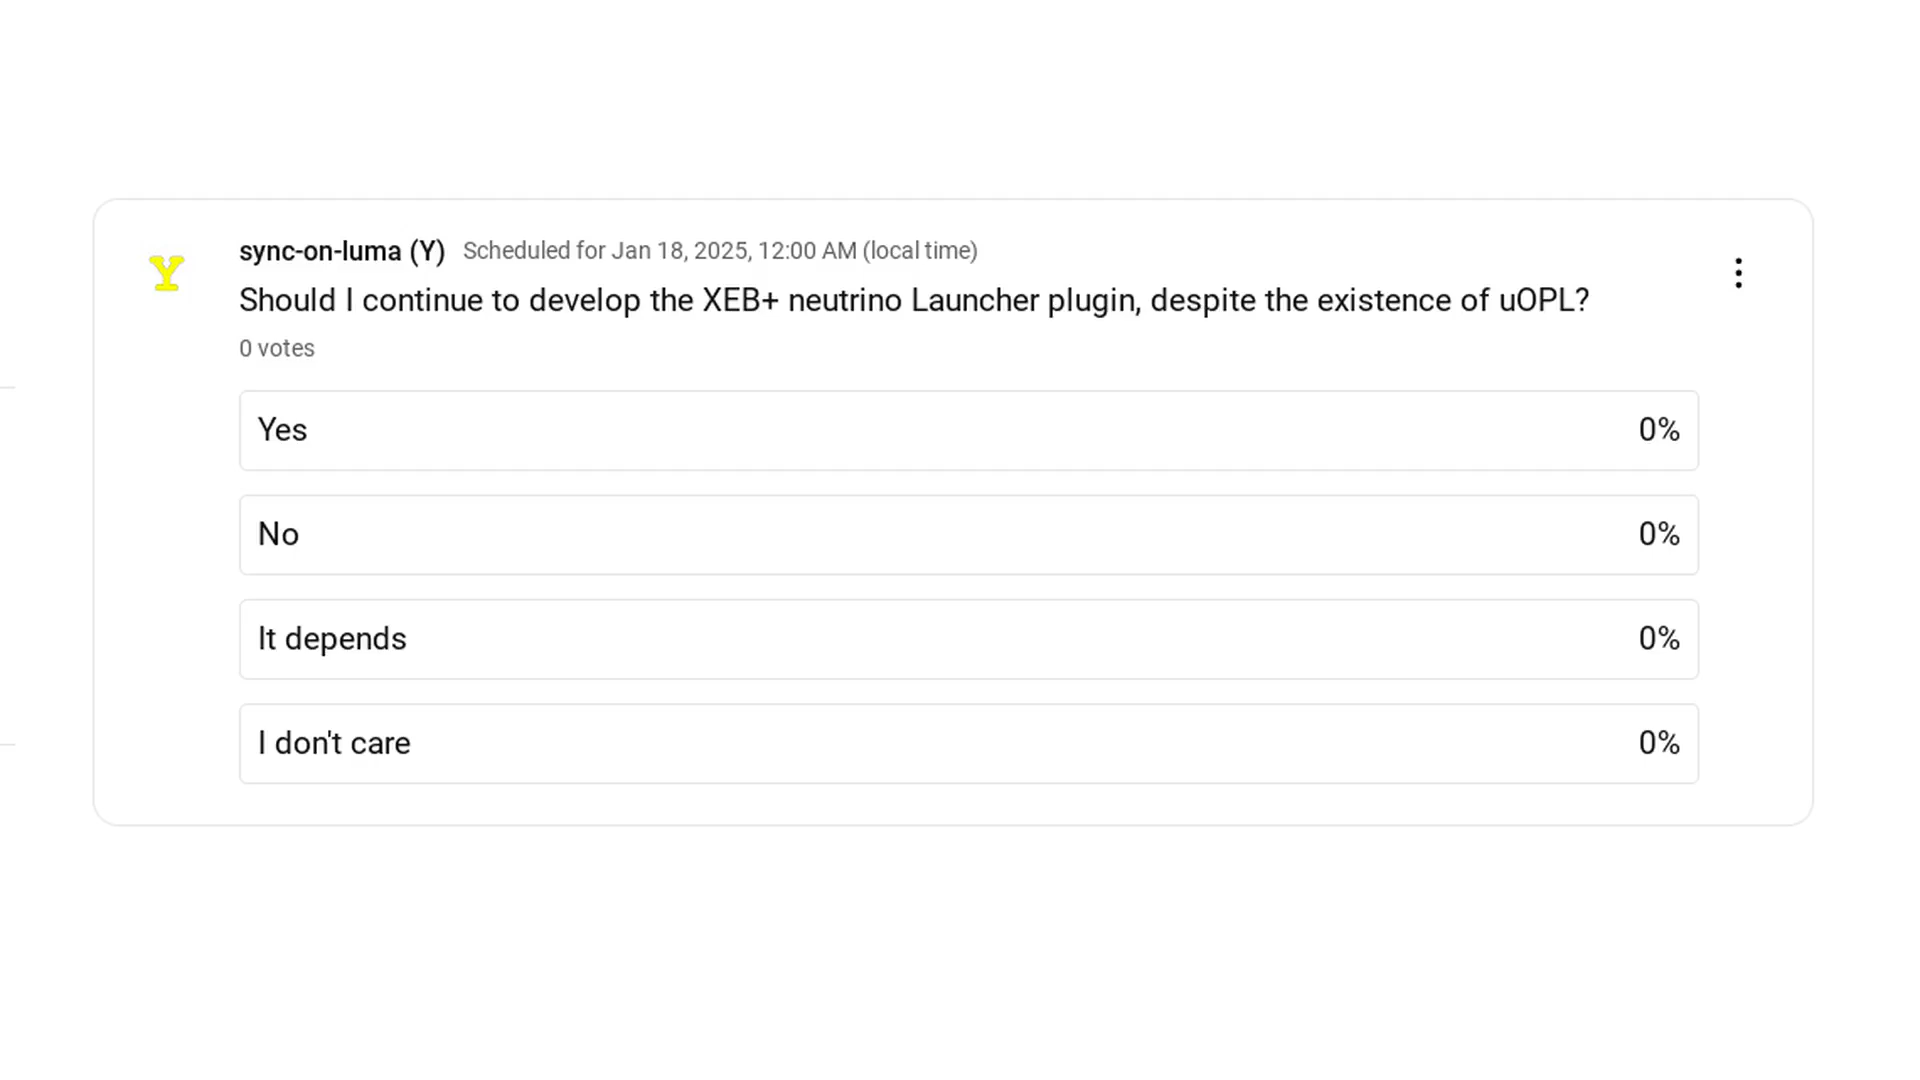 Y
sync-on-luma (Y) Scheduled for Jan 18, 2025, 12:00 AM (local time)
Should I continue to develop the XEB+ neutrino Launcher plugin, despite the existence of uOPL?
0 votes
Yes 0%
No 0%
It depends 0%
I don't care 0%